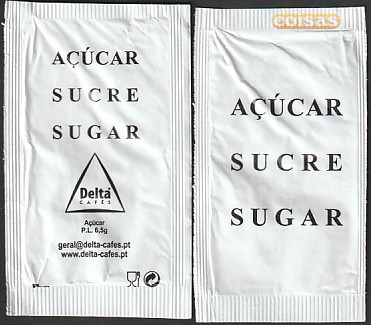 AÇÚCAR
SUCRE
SUGAR
Delta
CAFÉS
Açúcar
P.L. 6,5g
geral@delta-cafes.pt
www.delta-cafes.pt
coisas
AÇÚCAR
SUCRE
SUGAR